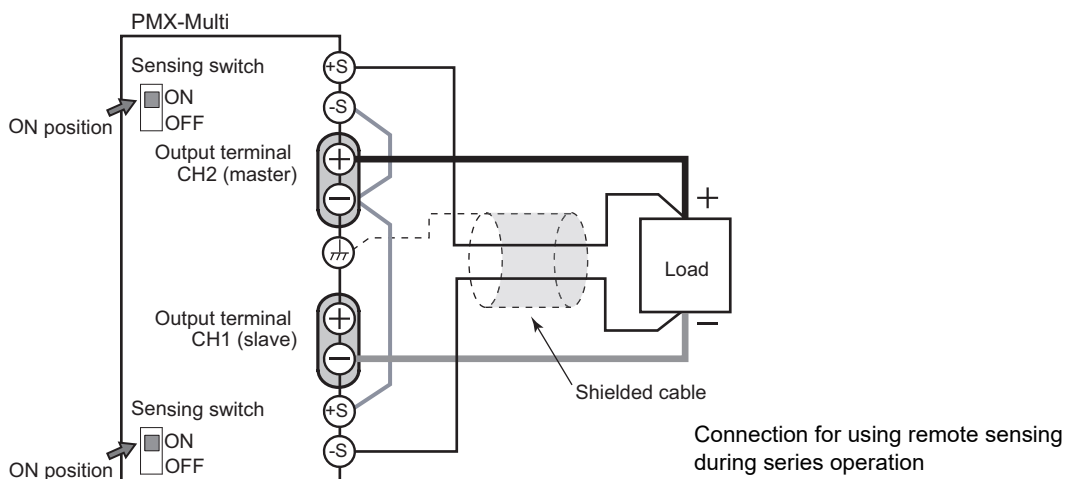 PMX-Multi
Sensing switch
ON
OFF
ON position
+S
-S
Output terminal
CH2 (master)
+
−
+
Load
−
Output terminal
CH1 (slave)
+
−
Shielded cable
Sensing switch
ON
OFF
ON position
+S
-S
Connection for using remote sensing
during series operation